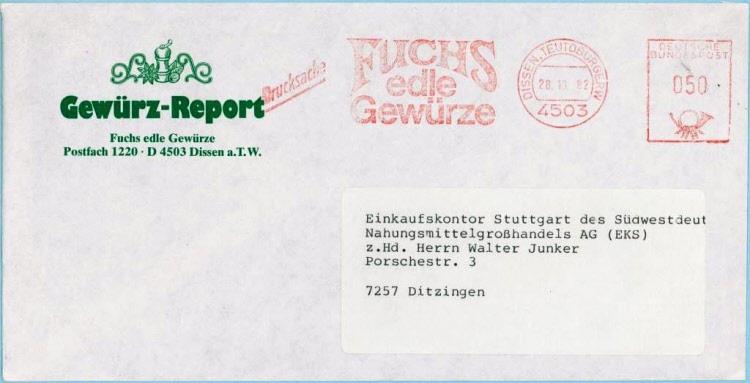 Gewürz-Report
Fuchs edle Gewürze
Postfach 1220 · D 4503 Dissen a.T.W.
Drucksache
FUCHS
edle
Gewürze
DISSEN, TEUTOBURGERW
28.10.82
4503
DEUTSCHE
BUNDESPOST
050
Einkaufskontor Stuttgart des Südwestdeut
Nahungsmittelgroßhandels AG (EKS)
z.Hd. Herrn Walter Junker
Porschestr. 3
7257 Ditzingen